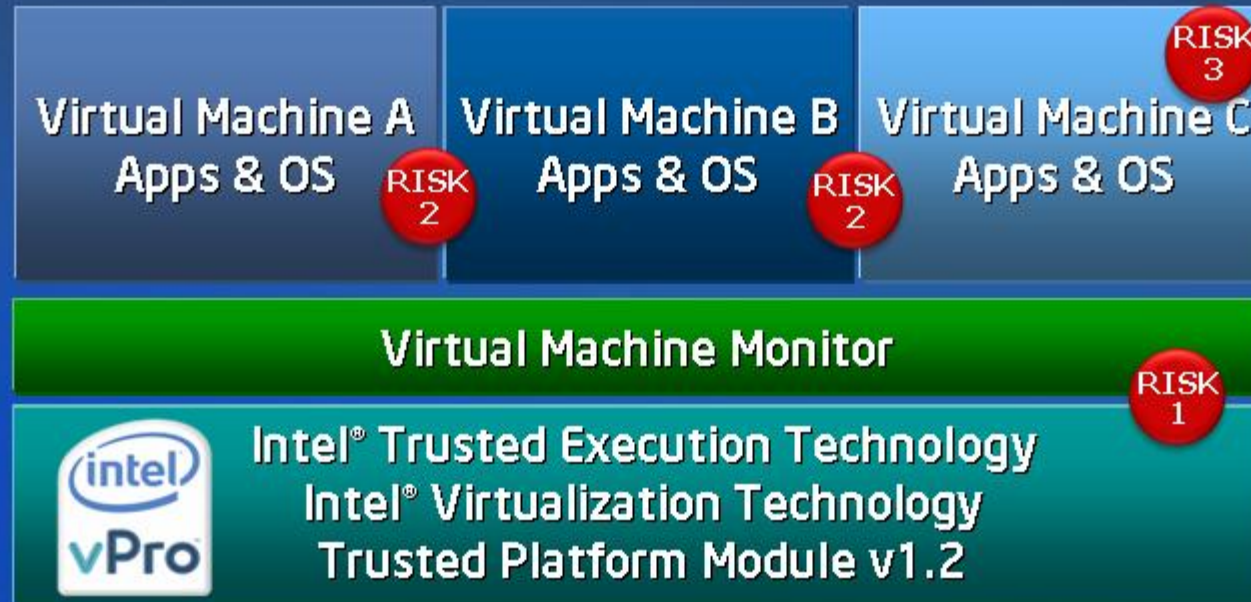 RISK
3
Virtual Machine A
Apps & OS
Virtual Machine B
Apps & OS
Virtual Machine C
Apps & OS
RISK
2
RISK
2
Virtual Machine Monitor
RISK
1
intel
vPro
Intel® Trusted Execution Technology
Intel® Virtualization Technology
Trusted Platform Module v1.2